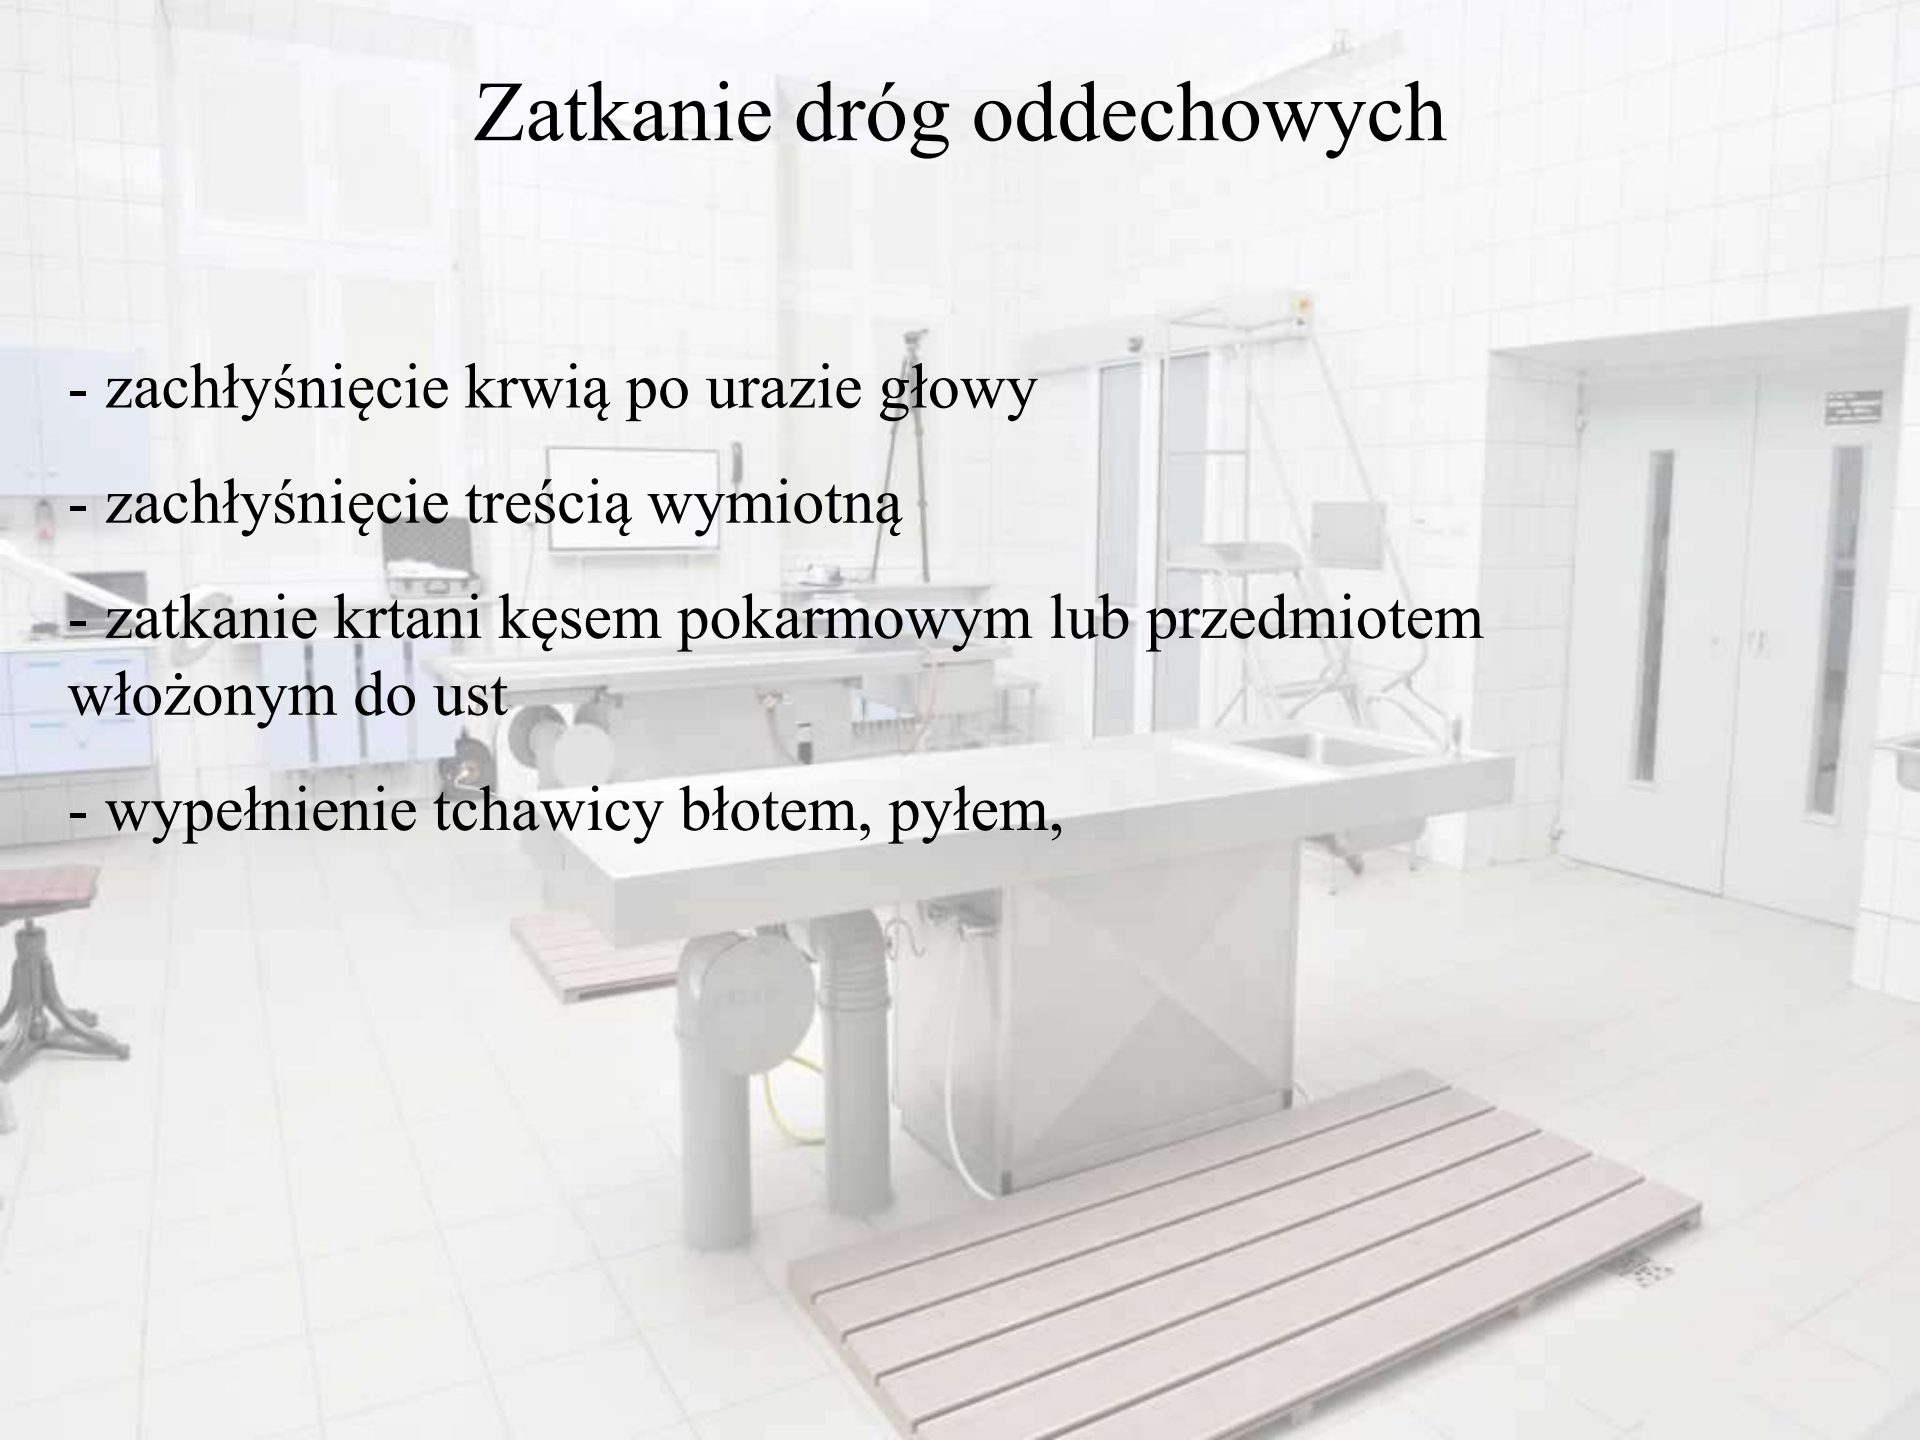 Zatkanie dróg oddechowych
- zachłyśnięcie krwią po urazie głowy
- zachłyśnięcie treścią wymiotną
- zatkanie krtani kęsem pokarmowym lub przedmiotem
włożonym do ust
- wypełnienie tchawicy błotem, pyłem,